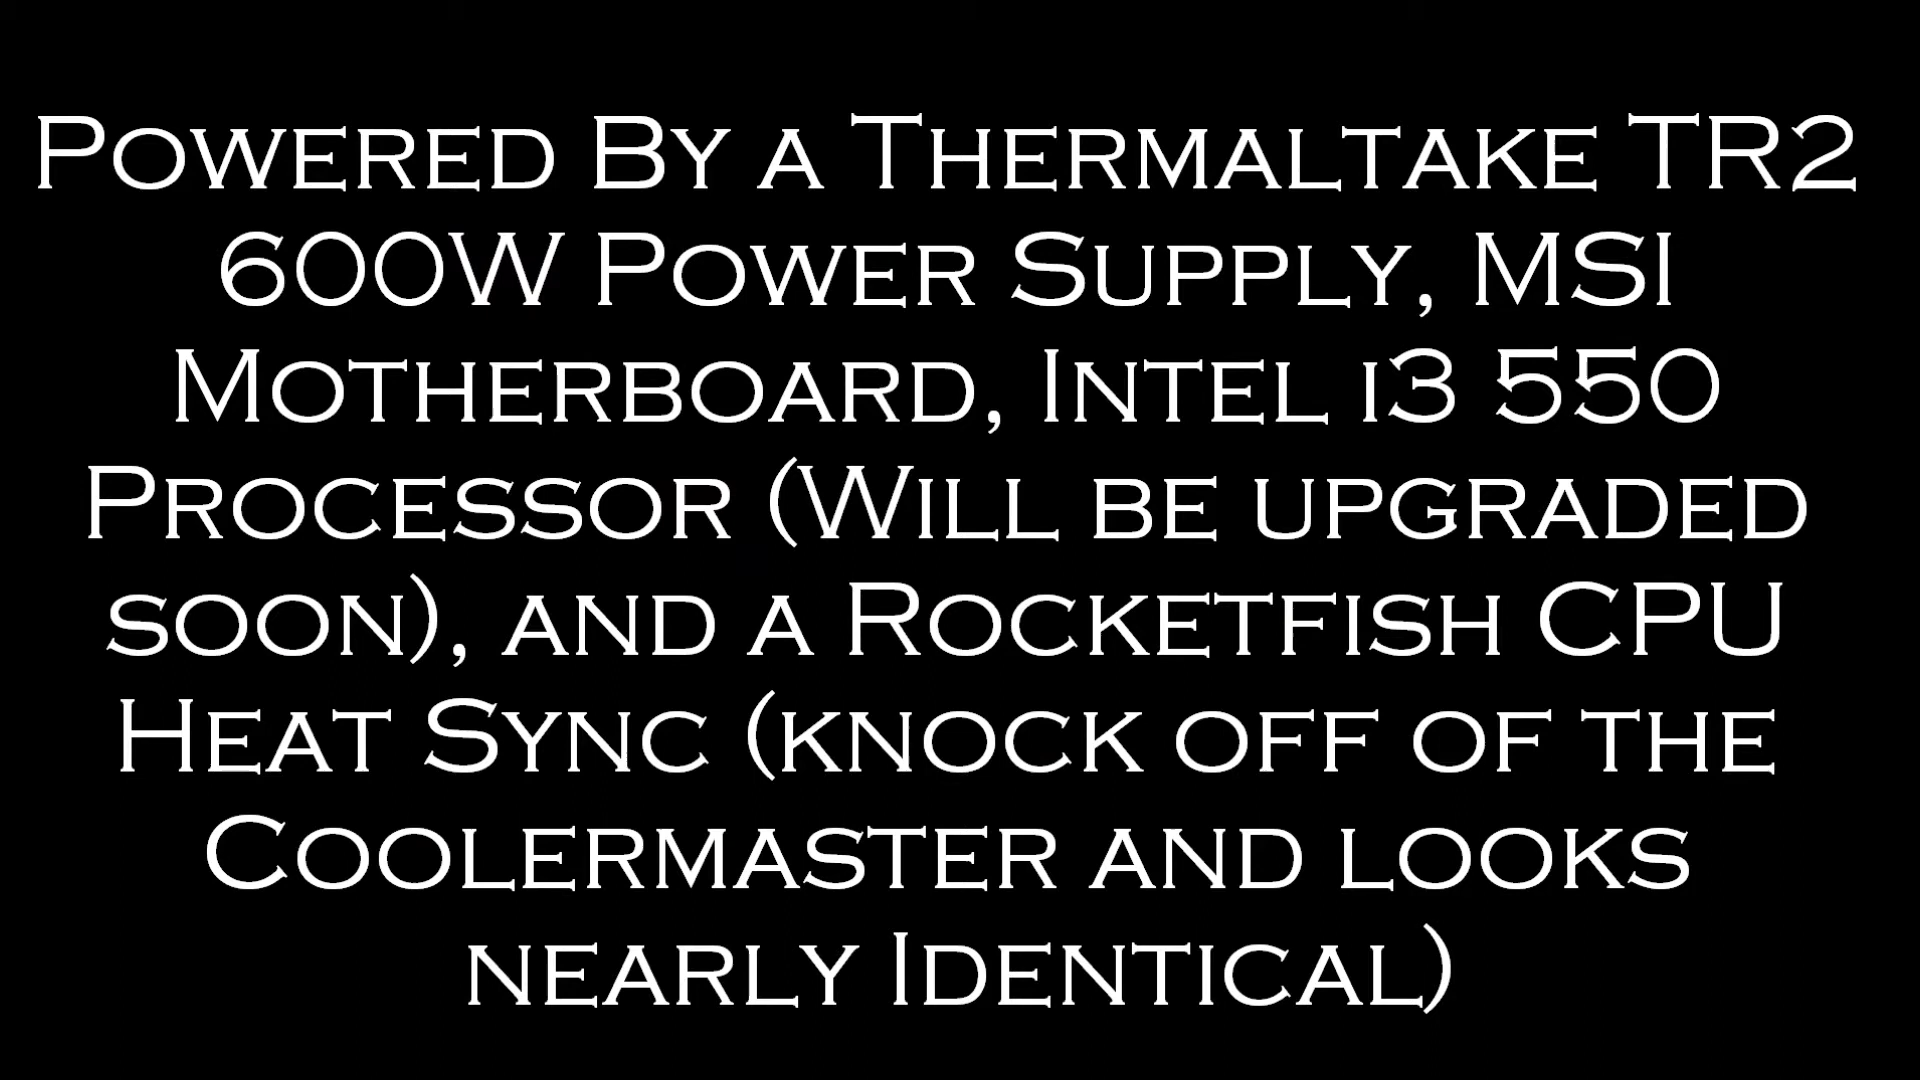 Powered By a Thermaltake TR2
600W Power Supply, MSI
Motherboard, Intel i3 550
Processor (Will be upgraded
soon), and a Rocketfish CPU
Heat Sync (knock off of the
Coolermaster and looks
nearly Identical)